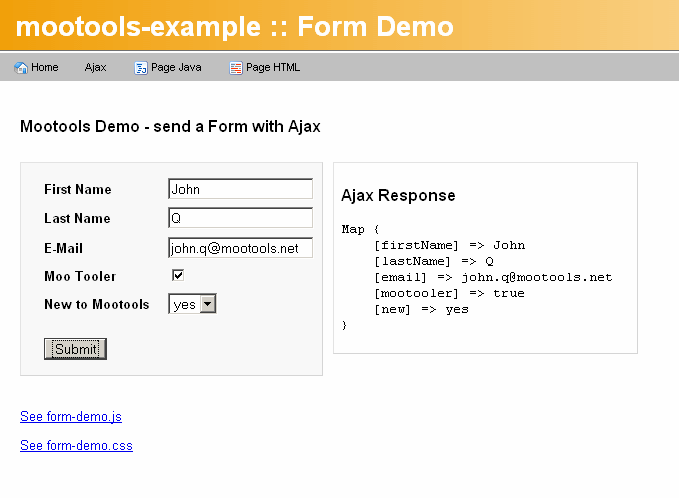 mootools-example :: Form Demo
Home Ajax Page Java Page HTML
Mootools Demo - send a Form with Ajax
First Name John
Last Name Q
E-Mail john.q@mootools.net
Moo Tooler
New to Mootools yes
Submit
Ajax Response
Map {
[firstName] => John
[lastName] => Q
[email] => john.q@mootools.net
[mootooler] => true
[new] => yes
}
See form-demo.js
See form-demo.css